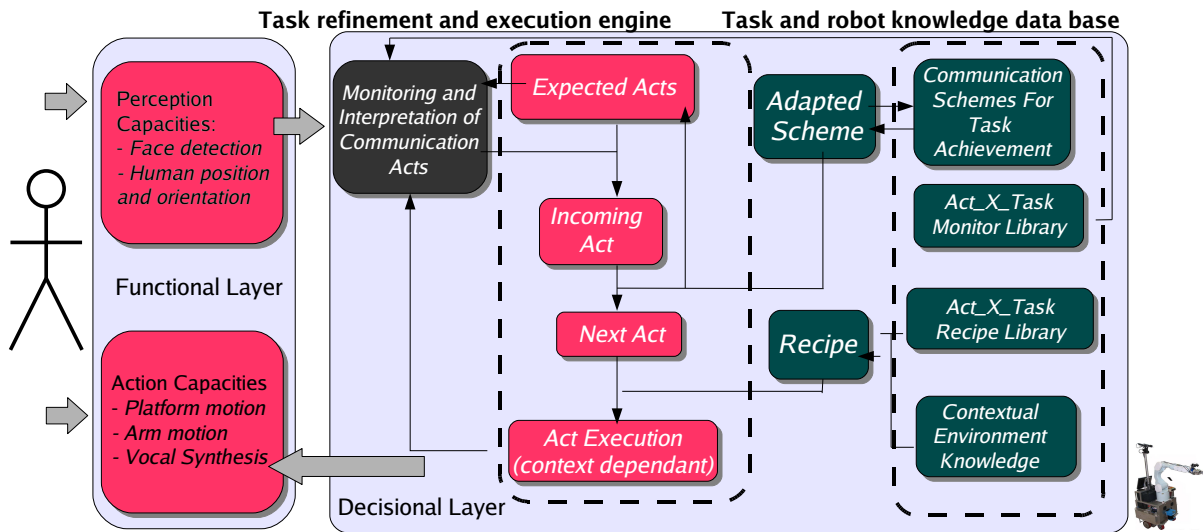 Task refinement and execution engine
Task and robot knowledge data base
Perception
Capacities:
- Face detection
- Human position
and orientation
Functional Layer
Action Capacities
- Platform motion
- Arm motion
- Vocal Synthesis
Monitoring and
Interpretation of
Communication
Acts
Expected Acts
Incoming
Act
Next Act
Act Execution
(context dependant)
Decisional Layer
Adapted
Scheme
Recipe
Communication
Schemes For
Task
Achievement
Act_X_Task
Monitor Library
Act_X_Task
Recipe Library
Contextual
Environment
Knowledge